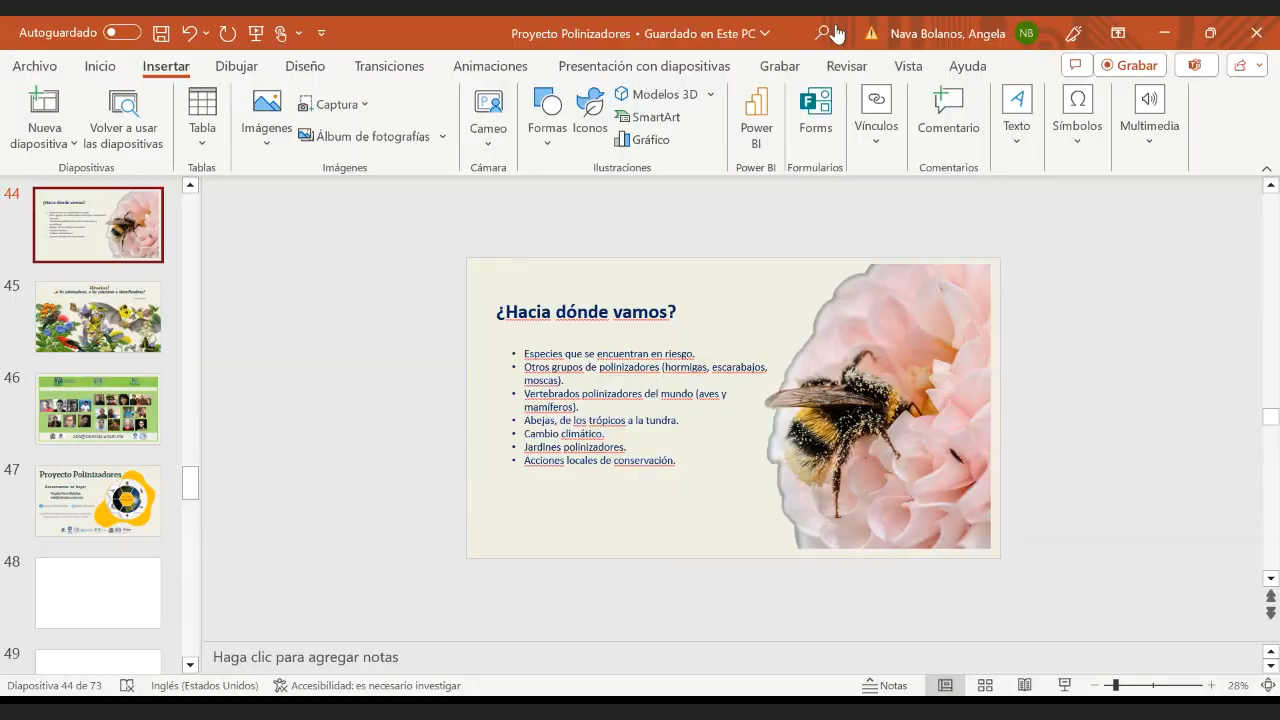 Autoguardado
Proyecto Polinizadores • Guardado en Este PC
Nava Bolanos, Angela
NB
Archivo Inicio Insertar Dibujar Diseño Transiciones Animaciones Presentación con diapositivas Grabar Revisar Vista Ayuda
Grabar
Nueva diapositiva
Volver a usar las diapositivas
Diapositivas
Tabla
Tablas
Imágenes
Captura
Álbum de fotografías
Imágenes
Cameo
Cámara
Formas
Iconos
Modelos 3D
SmartArt
Gráfico
Ilustraciones
Power BI
Power BI
Forms
Formularios
Vínculos
Comentario
Comentarios
Texto
Símbolos
Multimedia
44
¿Hacia dónde vamos?
45
46
47
Proyecto Polinizadores
48
49
¿Hacia dónde vamos?
• Especies que se encuentran en riesgo.
• Otros grupos de polinizadores (hormigas, escarabajos,
moscas).
• Vertebrados polinizadores del mundo (aves y
mamíferos).
• Abejas, de los trópicos a la tundra.
• Cambio climático.
• Jardines polinizadores.
• Acciones locales de conservación.
Haga clic para agregar notas
Diapositiva 44 de 73
Inglés (Estados Unidos)
Accesibilidad: es necesario investigar
Notas
28%